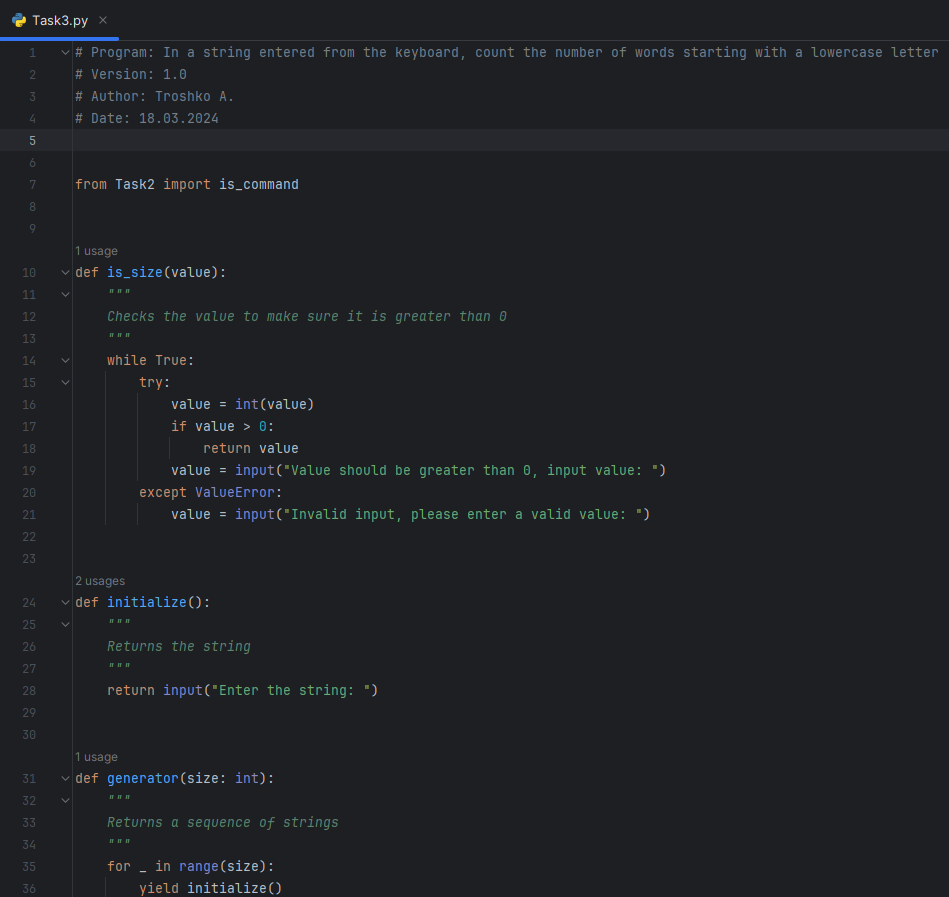 Task3.py
1 # Program: In a string entered from the keyboard, count the number of words starting with a lowercase letter
2 # Version: 1.0
3 # Author: Troshko A.
4 # Date: 18.03.2024
5
6
7 from Task2 import is_command
8
9
1 usage
10 def is_size(value):
11     """
12     Checks the value to make sure it is greater than 0
13     """
14     while True:
15         try:
16             value = int(value)
17             if value > 0:
18                 return value
19             value = input("Value should be greater than 0, input value: ")
20         except ValueError:
21             value = input("Invalid input, please enter a valid value: ")
22
23
2 usages
24 def initialize():
25     """
26     Returns the string
27     """
28     return input("Enter the string: ")
29
30
1 usage
31 def generator(size: int):
32     """
33     Returns a sequence of strings
34     """
35     for _ in range(size):
36         yield initialize()